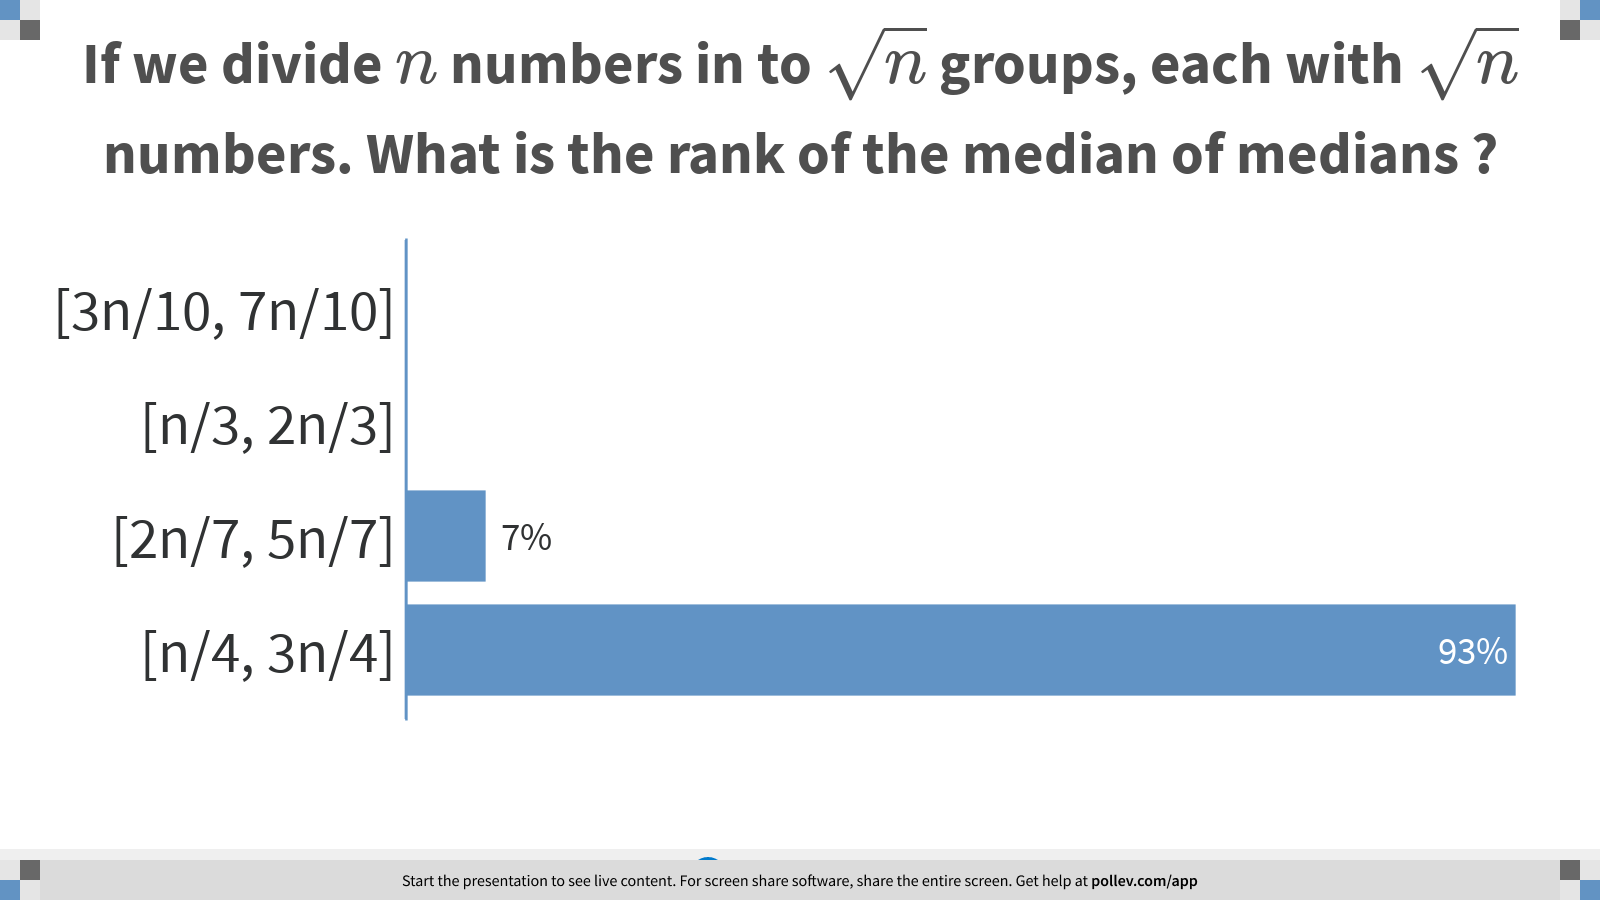 If we divide n numbers in to √n groups, each with √n
numbers. What is the rank of the median of medians ?
[3n/10, 7n/10]
[n/3, 2n/3]
[2n/7, 5n/7]
7%
[n/4, 3n/4]
93%
Start the presentation to see live content. For screen share software, share the entire screen. Get help at pollev.com/app